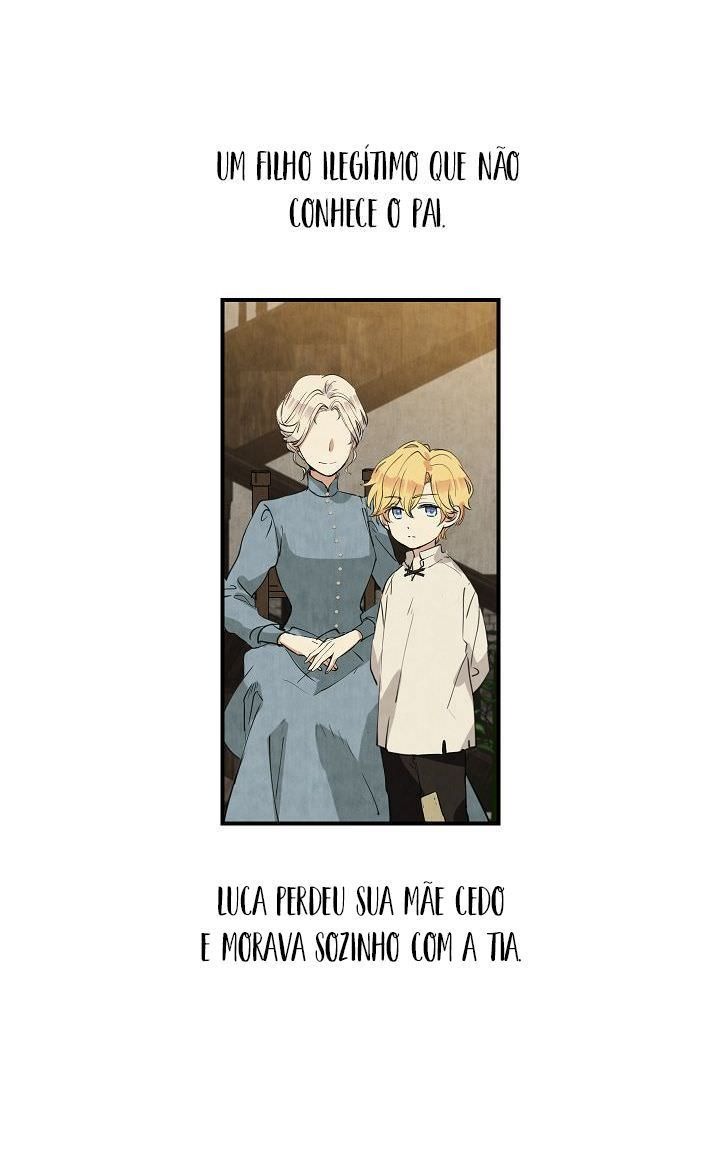 UM FILHO ILEGÍTIMO QUE NÃO
CONHECE O PAI.
LUCA PERDEU SUA MÃE CEDO
E MORAVA SOZINHO COM A TIA.